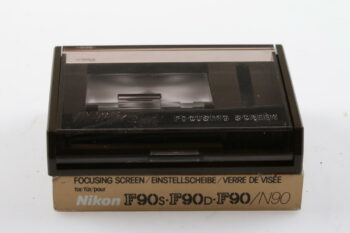 FOCUSING SCREEN
FOCUSING SCREEN / EINSTELLSCHEIBE / VERRE DE VISÉE
for/für/pour
Nikon F90S·F90D·F90/N90